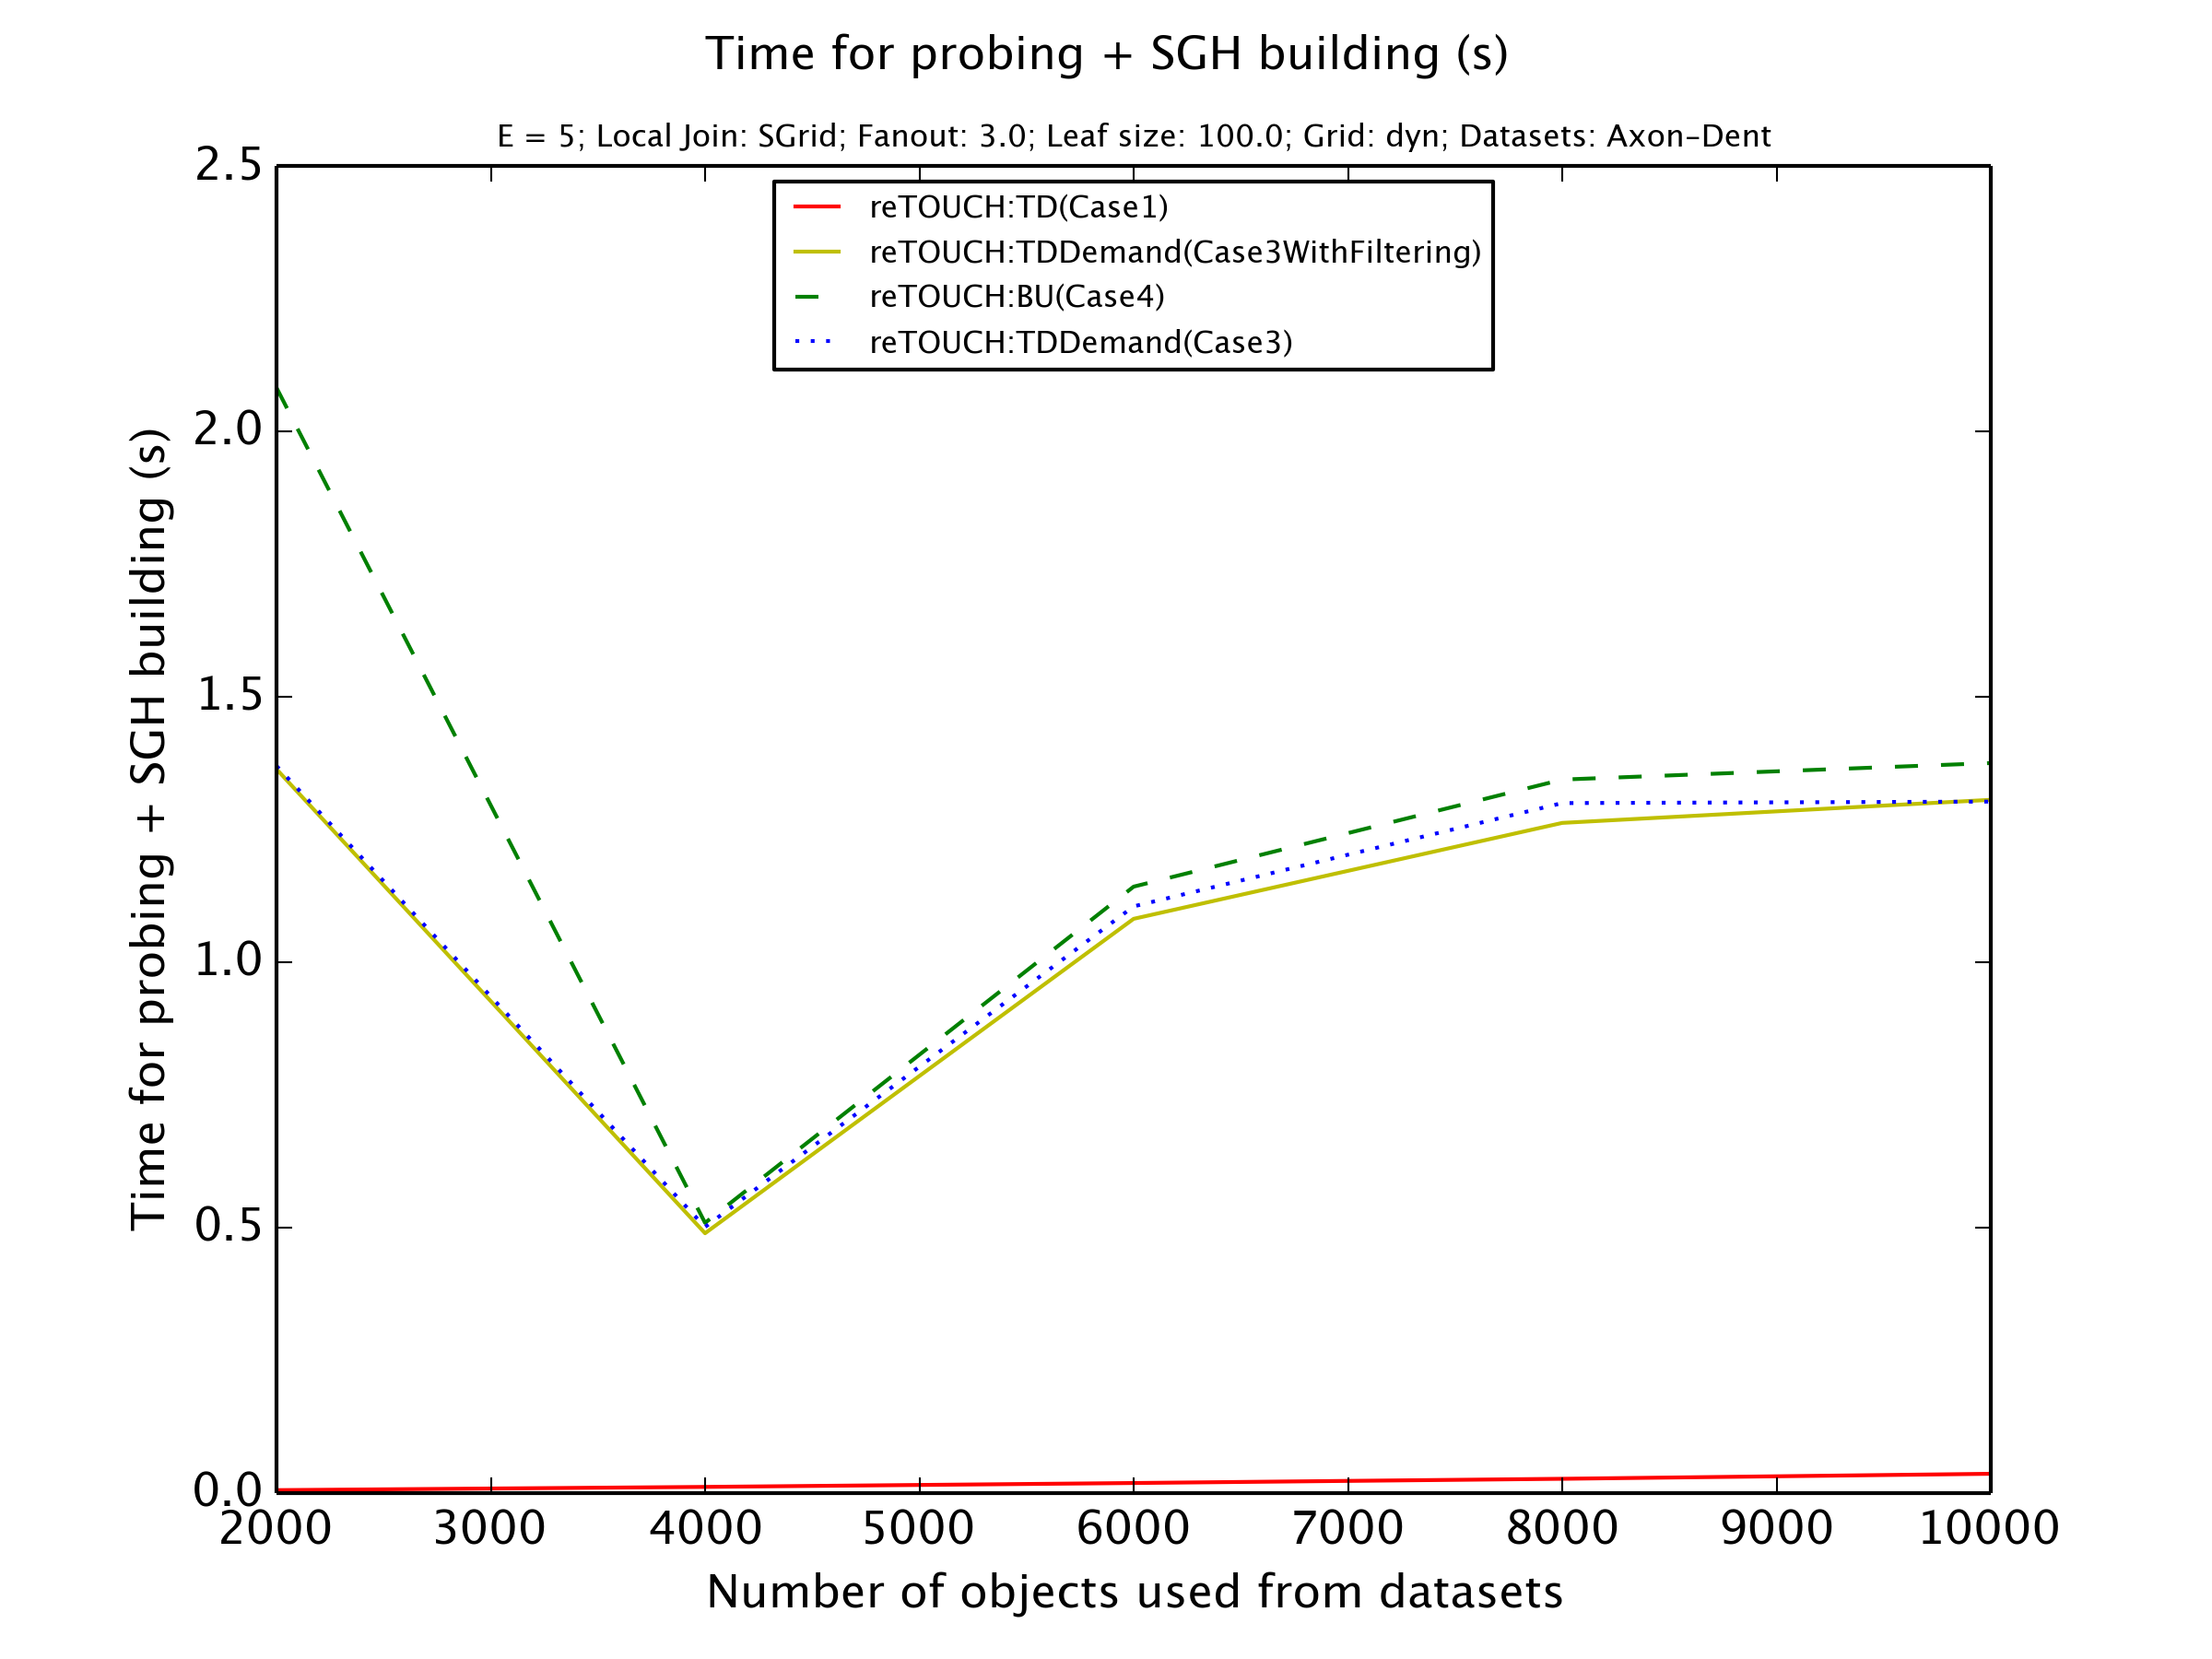 Time for probing + SGH building (s)
E = 5; Local Join: SGrid; Fanout: 3.0; Leaf size: 100.0; Grid: dyn; Datasets: Axon-Dent
reTOUCH:TD(Case1)
reTOUCH:TDDemand(Case3WithFiltering)
reTOUCH:BU(Case4)
reTOUCH:TDDemand(Case3)
Time for probing + SGH building (s)
2.5
2.0
1.5
1.0
0.5
0.0
2000 3000 4000 5000 6000 7000 8000 9000 10000
Number of objects used from datasets